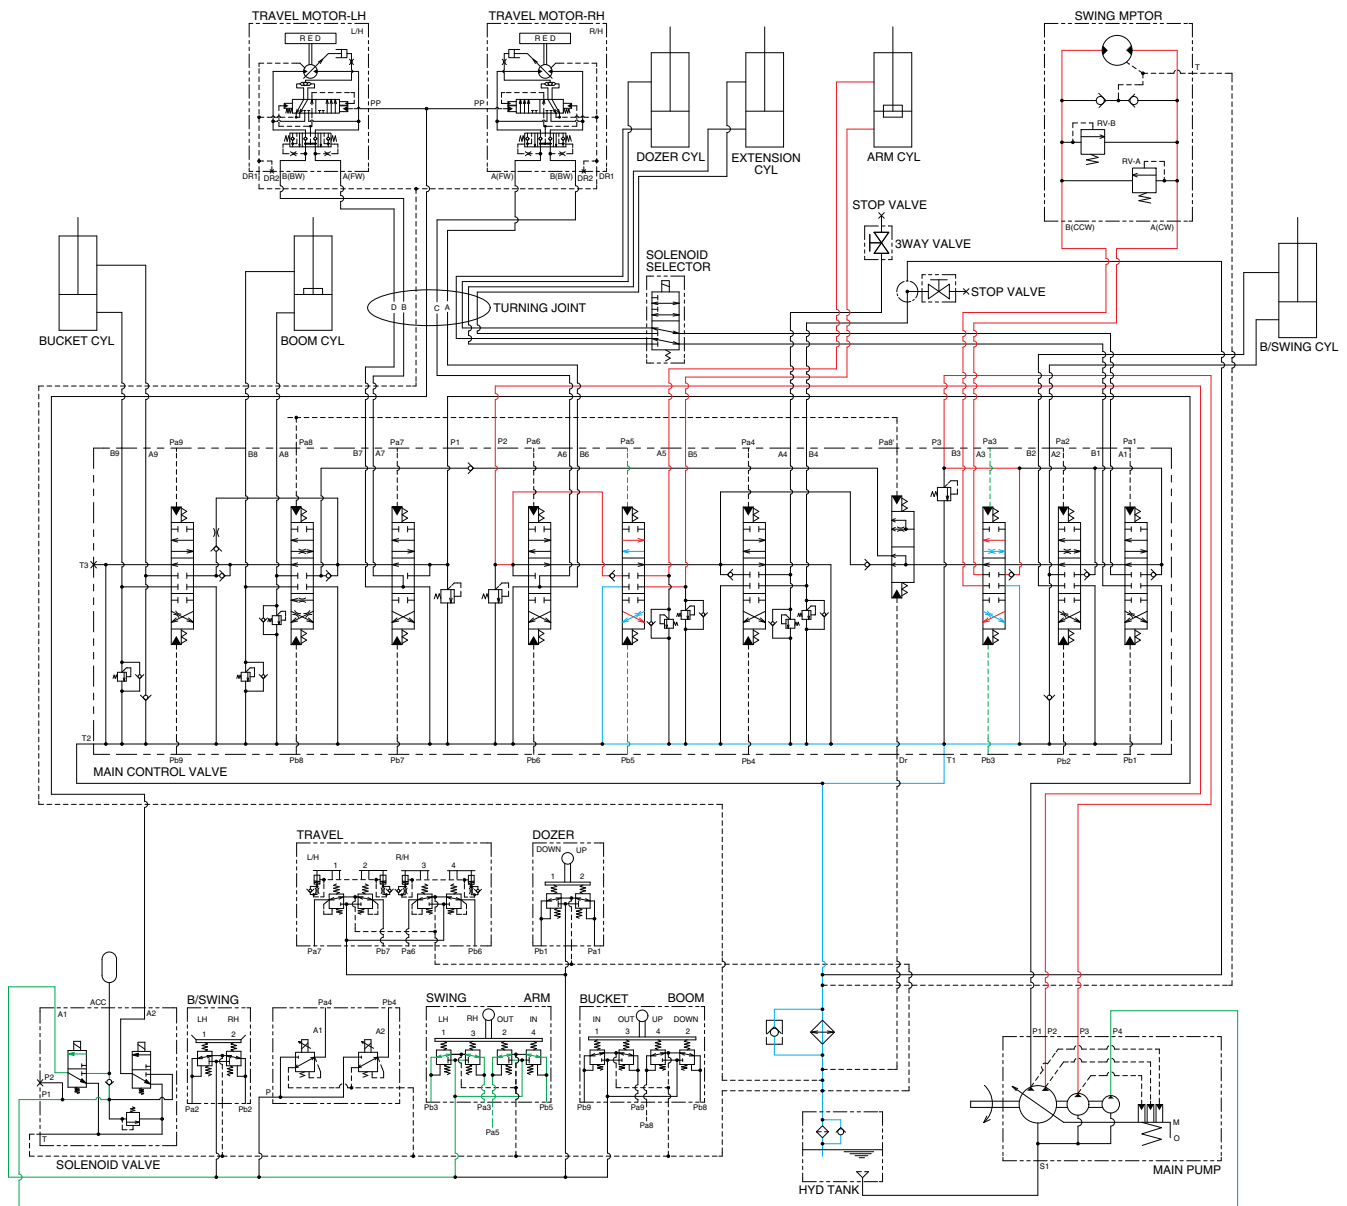 TRAVEL MOTOR-LH
TRAVEL MOTOR-RH
SWING MPTOR
L/H
R/H
R E D
R E D
T
PP
PP
RV-B
RV-A
DOZER CYL
EXTENSION
CYL
ARM CYL
DR1
DR2
B(BW)
A(FW)
A(FW)
B(BW)
DR2
DR1
STOP VALVE
B(CCW)
A(CW)
3WAY VALVE
SOLENOID
SELECTOR
STOP VALVE
D B
C A
TURNING JOINT
BUCKET CYL
BOOM CYL
B/SWING CYL
Pa9
Pa8
Pa7
P1
P2
Pa6
Pa5
Pa4
Pa8'
P3
Pa3
Pa2
Pa1
B9
A9
B8
A8
B7
A7
A6
B6
A5
B5
A4
B4
B3
A3
B2
A2
B1
A1
T3
T2
Pb9
Pb8
Pb7
Pb6
Pb5
Pb4
Dr
T1
Pb3
Pb2
Pb1
MAIN CONTROL VALVE
TRAVEL
DOZER
L/H
R/H
DOWN
UP
1
2
3
4
1
2
Pa7
Pb7
Pa6
Pb6
Pb1
Pa1
ACC
A1
A2
B/SWING
Pa4
Pb4
SWING
ARM
BUCKET
BOOM
LH
RH
LH
RH
OUT
IN
IN
OUT
UP
DOWN
1
2
A1
A2
1
3
2
4
1
3
4
2
P1
P2
P3
P4
P2
P1
P
T
Pa2
Pb2
Pb3
Pa3
Pb5
Pa5
Pb9
Pa9
Pb8
Pa8
M
O
S1
SOLENOID VALVE
HYD TANK
MAIN PUMP